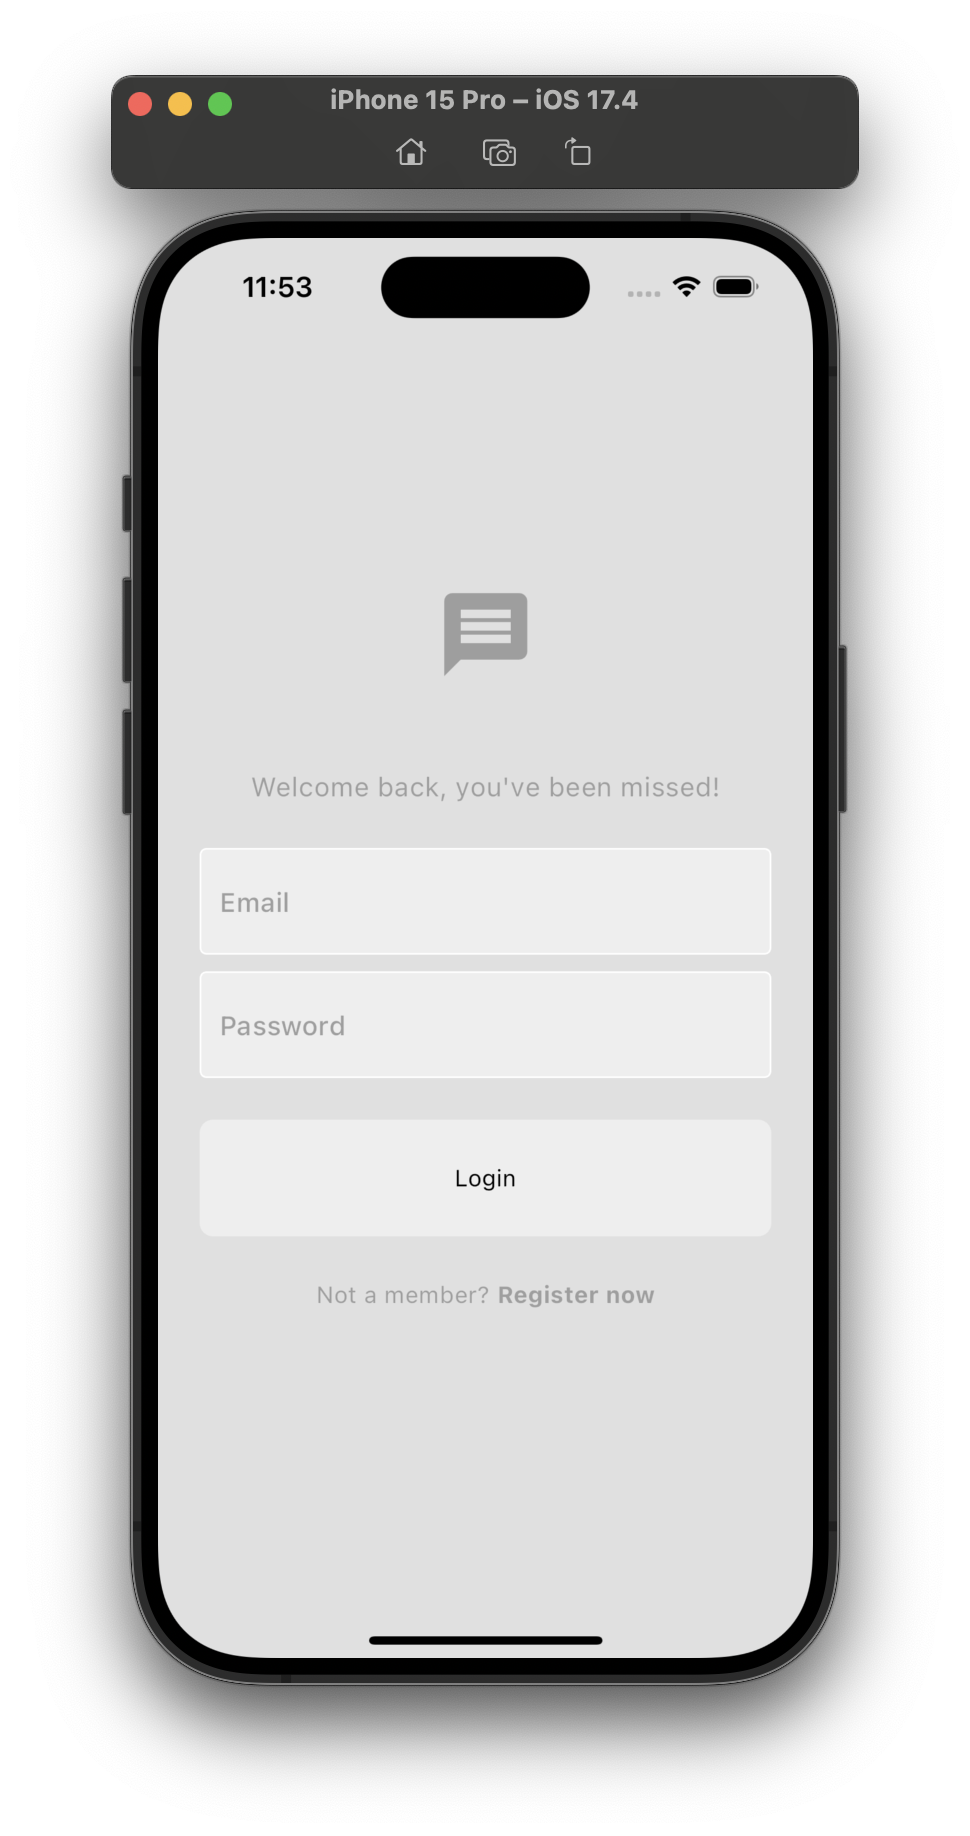 iPhone 15 Pro – iOS 17.4
11:53
Welcome back, you've been missed!
Email
Password
Login
Not a member? Register now